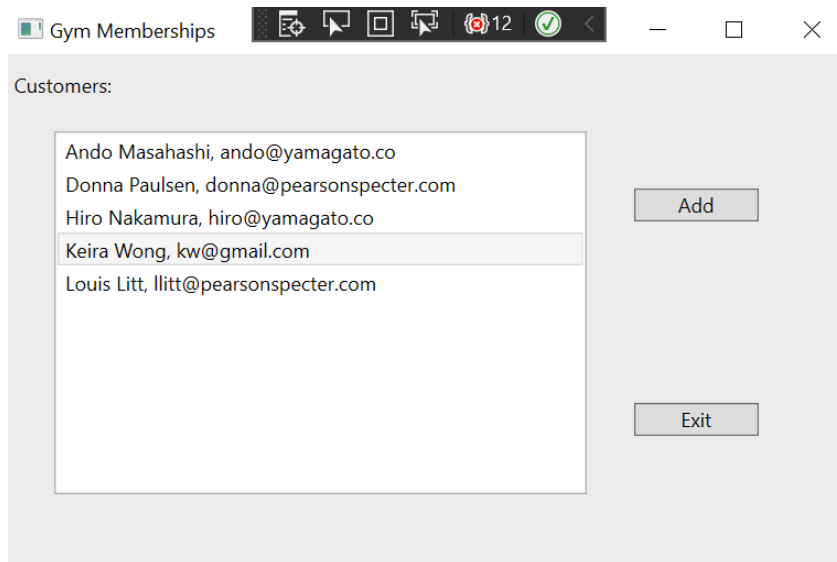 Gym Memberships
12
Customers:
Ando Masahashi, ando@yamagato.co
Donna Paulsen, donna@pearsonspecter.com
Hiro Nakamura, hiro@yamagato.co
Keira Wong, kw@gmail.com
Louis Litt, llitt@pearsonspecter.com
Add
Exit